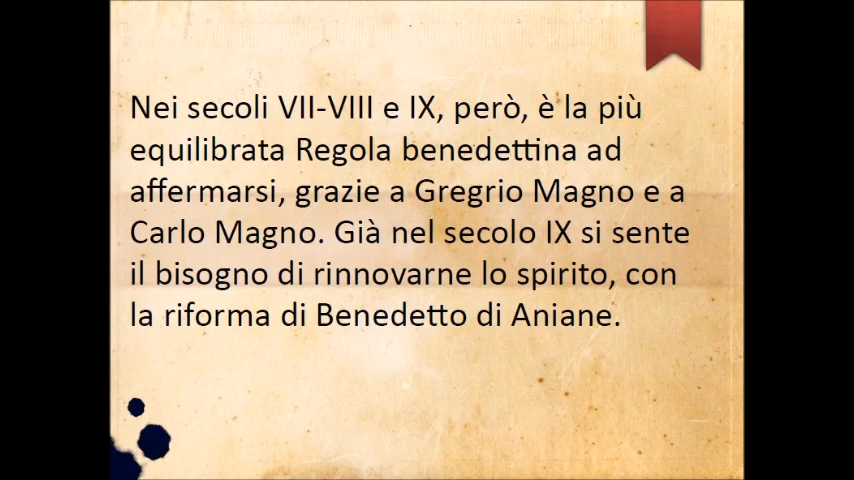 Nei secoli VII-VIII e IX, però, è la più
equilibrata Regola benedettina ad
affermarsi, grazie a Gregrio Magno e a
Carlo Magno. Già nel secolo IX si sente
il bisogno di rinnovarne lo spirito, con
la riforma di Benedetto di Aniane.